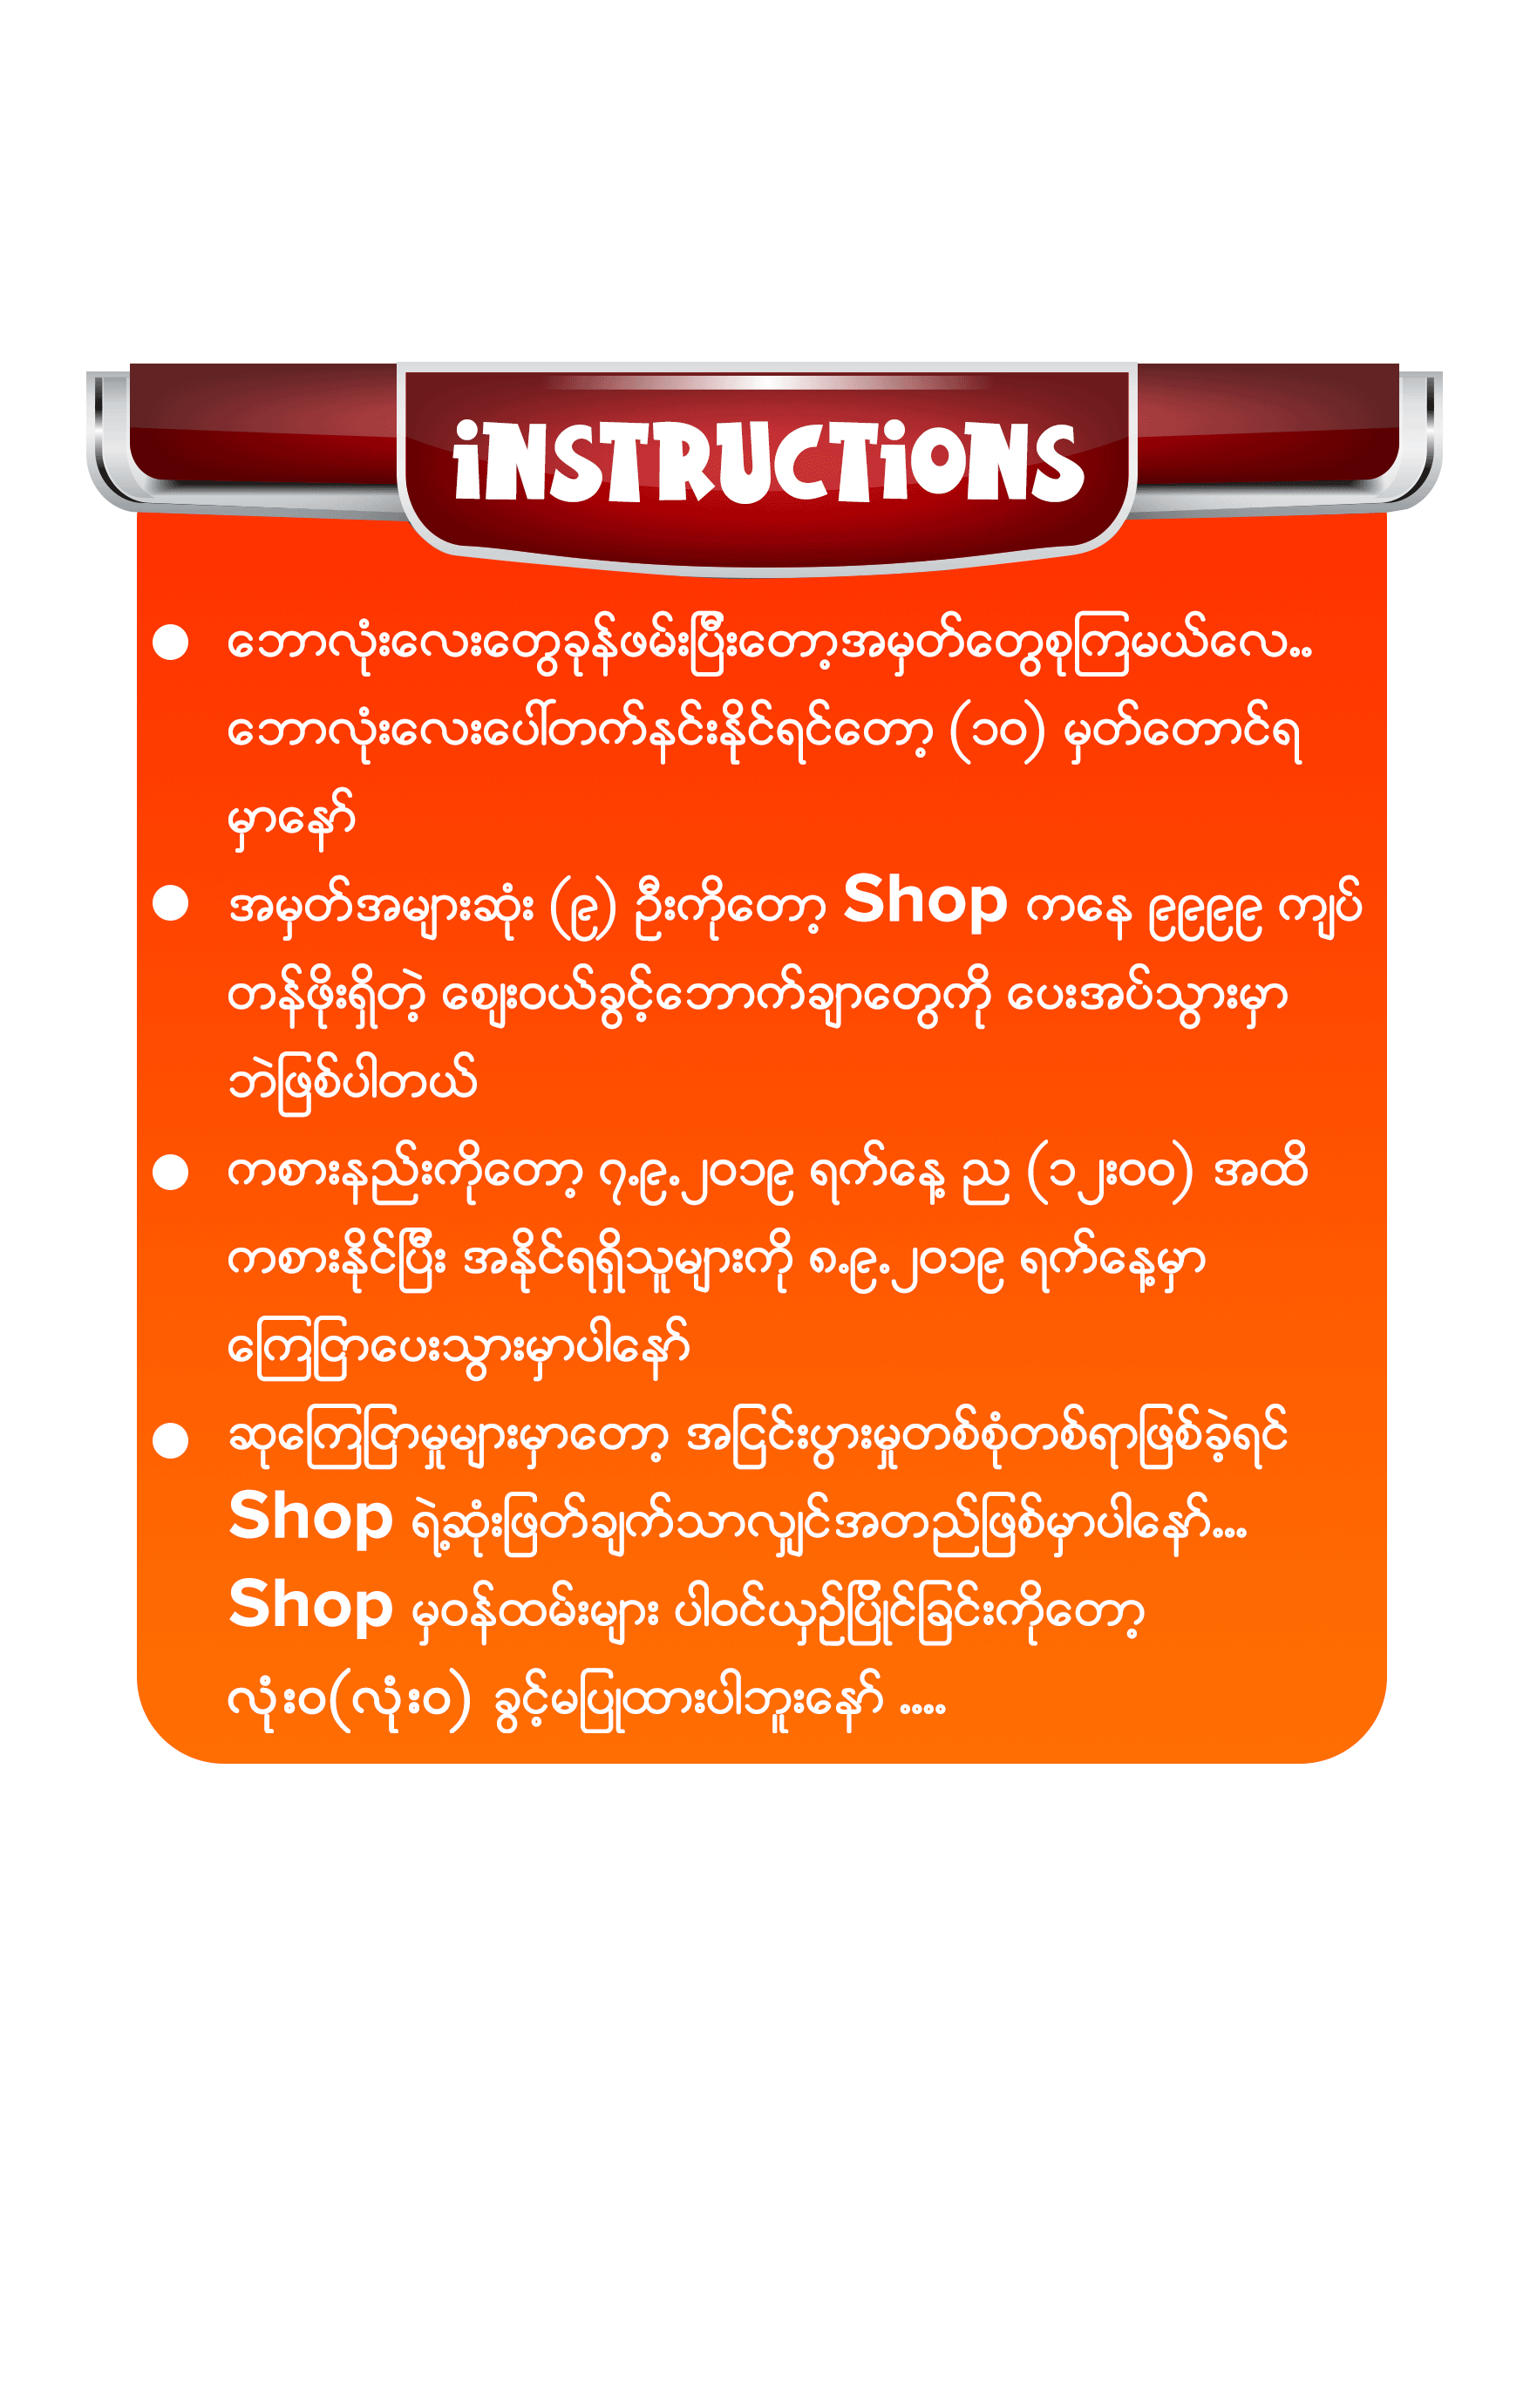 iNSTRUCTiONS
ဘောလုံးလေးတွေခုန်ဖမ်းပြီးတော့အမှတ်တွေစုကြမယ်လေ..
ဘောလုံးလေးပေါ်တက်နင်းနိုင်ရင်တော့ (၁၀) မှတ်တောင်ရ
မှာနော်
အမှတ်အများဆုံး (၉) ဦးကိုတော့ Shop ကနေ ၉၉၉၉ ကျပ်
တန်ဖိုးရှိတဲ့ ဈေးဝယ်ခွင့်ဘောက်ချာတွေကို ပေးအပ်သွားမှာ
ဘဲဖြစ်ပါတယ်
ကစားနည်းကိုတော့ ၇.၉.၂၀၁၉ ရက်နေ့ ည (၁၂း၀၀) အထိ
ကစားနိုင်ပြီး အနိုင်ရရှိသူများကို ၈.၉.၂၀၁၉ ရက်နေ့မှာ
ကြေငြာပေးသွားမှာပါနော်
ဆုကြေငြာမှုများမှာတော့ အငြင်းပွားမှုတစ်စုံတစ်ရာဖြစ်ခဲ့ရင်
Shop ရဲ့ဆုံးဖြတ်ချက်သာလျှင်အတည်ဖြစ်မှာပါနော်...
Shop မှဝန်ထမ်းများ ပါဝင်ယှဉ်ပြိုင်ခြင်းကိုတော့
လုံးဝ(လုံးဝ) ခွင့်မပြုထားပါဘူးနော် ....